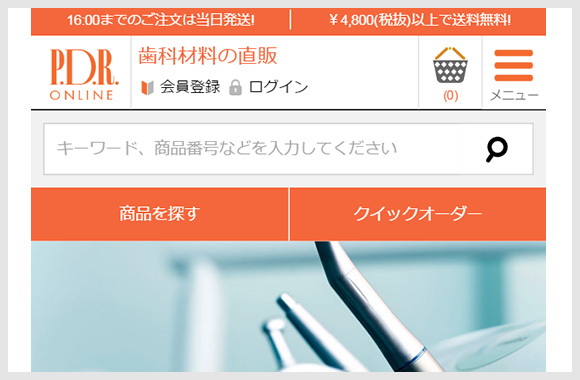 16:00までのご注文は当日発送!
￥4,800(税抜)以上で送料無料!
P.D.R.
ONLINE
歯科材料の直販
会員登録 ログイン
(0)
メニュー
キーワード、商品番号などを入力してください
商品を探す
クイックオーダー